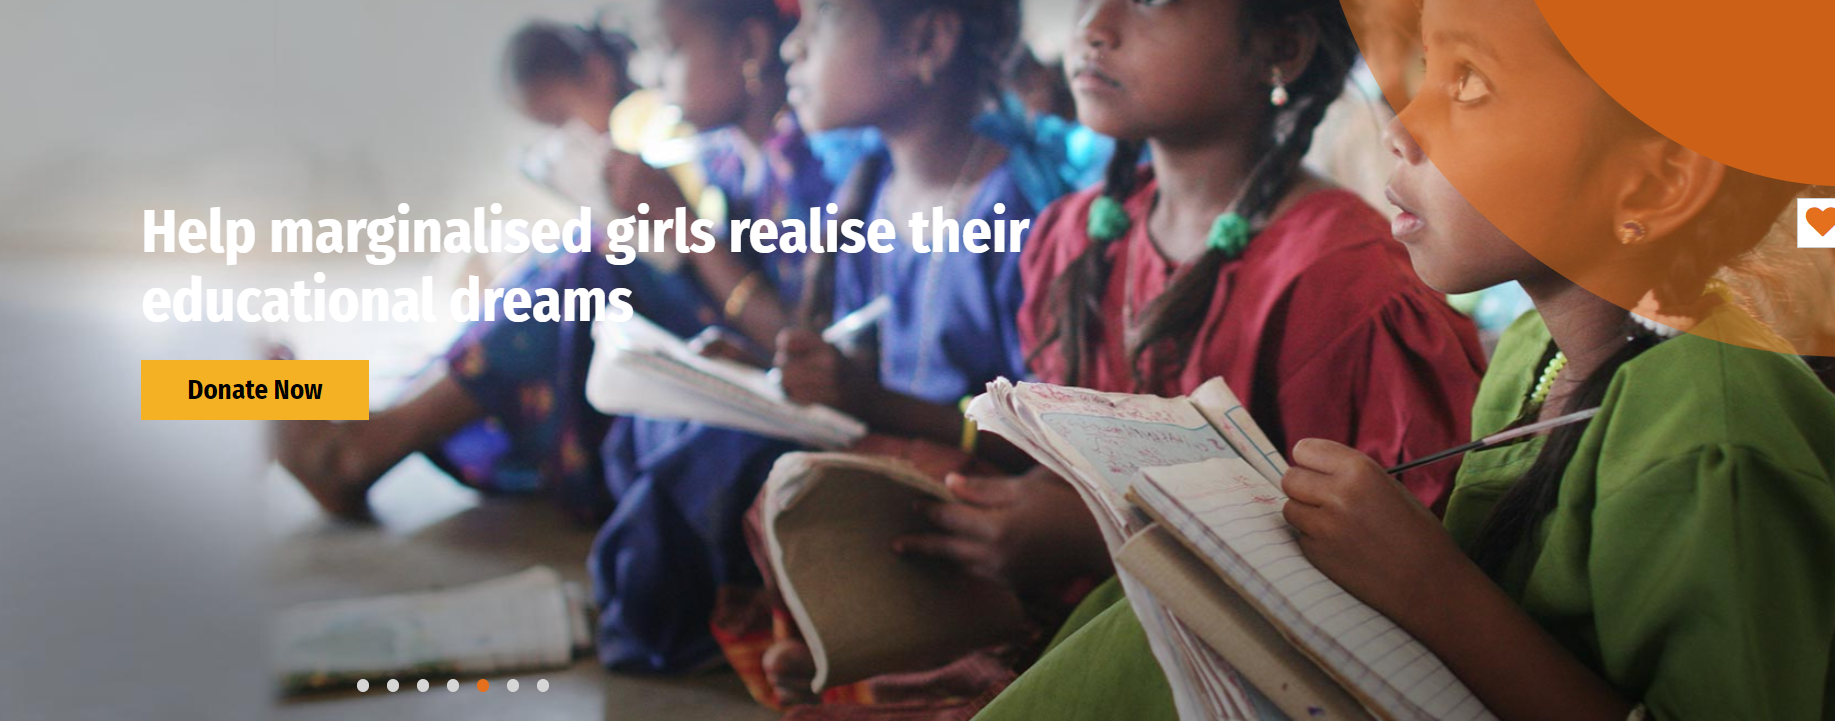 Help marginalised girls realise their
educational dreams
Donate Now